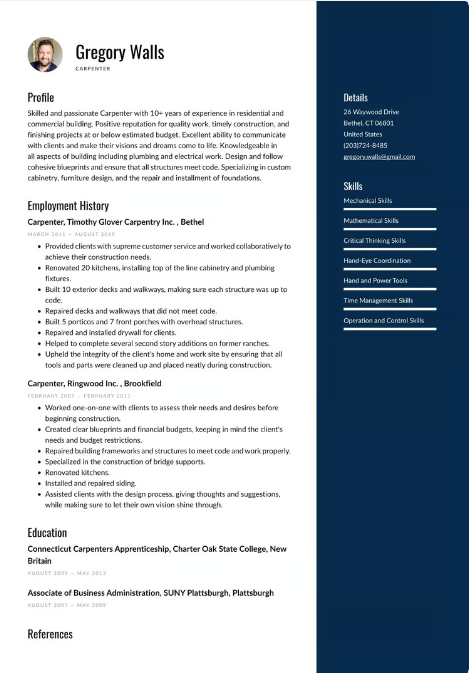 Gregory Walls
CARPENTER
Profile
Skilled and passionate Carpenter with 10+ years of experience in residential and
commercial building. Positive reputation for quality work, timely construction, and
finishing projects at or below estimated budget. Excellent ability to communicate
with clients and make their visions and dreams come to life. Knowledgeable in
all aspects of building including plumbing and electrical work. Design and follow
cohesive blueprints and ensure that all structures meet code. Specializing in custom
cabinetry, furniture design, and the repair and installment of foundations.
Employment History
Carpenter, Timothy Glover Carpentry Inc. , Bethel
MARCH 2011 — AUGUST 2019
• Provided clients with supreme customer service and worked collaboratively to
achieve their construction needs.
• Renovated 20 kitchens, installing top of the line cabinetry and plumbing
fixtures.
• Built 10 exterior decks and walkways, making sure each structure was up to
code.
• Repaired decks and walkways that did not meet code.
• Built 5 porticos and 7 front porches with overhead structures.
• Repaired and installed drywall for clients.
• Helped to complete several second story additions on former ranches.
• Upheld the integrity of the client's home and work site by ensuring that all
tools and parts were cleaned up and placed neatly during construction.
Carpenter, Ringwood Inc. , Brookfield
FEBRUARY 2007 — FEBRUARY 2011
• Worked one-on-one with clients to assess their needs and desires before
beginning construction.
• Created clear blueprints and financial budgets, keeping in mind the client's
needs and budget restrictions.
• Repaired building frameworks and structures to meet code and work properly.
• Specialized in the construction of bridge supports.
• Renovated kitchens.
• Installed and repaired siding.
• Assisted clients with the design process, giving thoughts and suggestions,
while making sure to let their own vision shine through.
Education
Connecticut Carpenters Apprenticeship, Charter Oak State College, New
Britain
AUGUST 2009 — MAY 2013
Associate of Business Administration, SUNY Plattsburgh, Plattsburgh
AUGUST 2007 — MAY 2009
References
Details
26 Waywood Drive
Bethel, CT 06801
United States
(203)724-8485
gregory.walls@gmail.com
Skills
Mechanical Skills
Mathematical Skills
Critical Thinking Skills
Hand-Eye Coordination
Hand and Power Tools
Time Management Skills
Operation and Control Skills